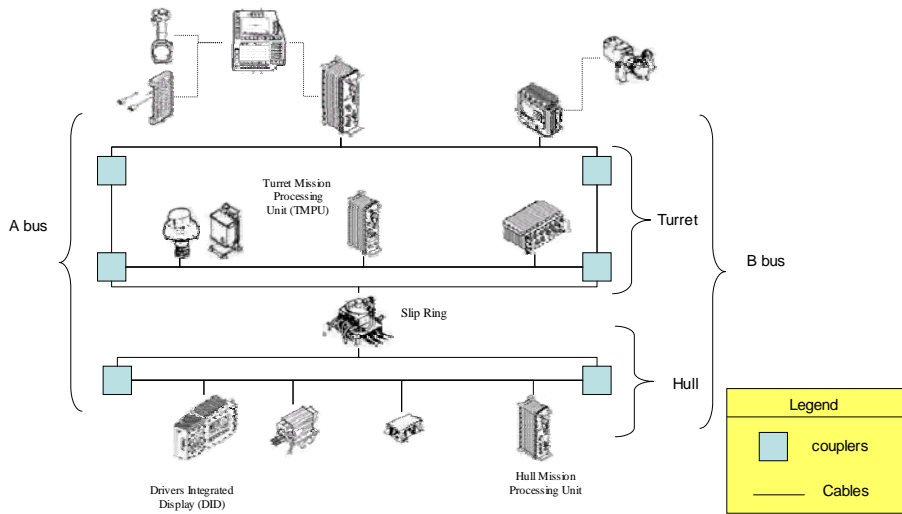 Turret Mission
Processing
Unit (TMPU)
A bus
Turret
B bus
Slip Ring
Hull
Legend
couplers
Cables
Drivers Integrated
Display (DID)
Hull Mission
Processing Unit